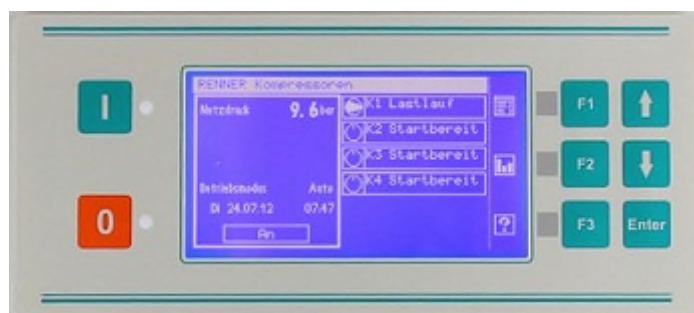 RENNER Kompressoren
Netzdruck 9.6 bar
Betriebsmodus Auto
Di 24.07.12 07:47
An
K1 Lastlauf
K2 Startbereit
K3 Startbereit
K4 Startbereit
?
I
0
F1
F2
F3
Enter